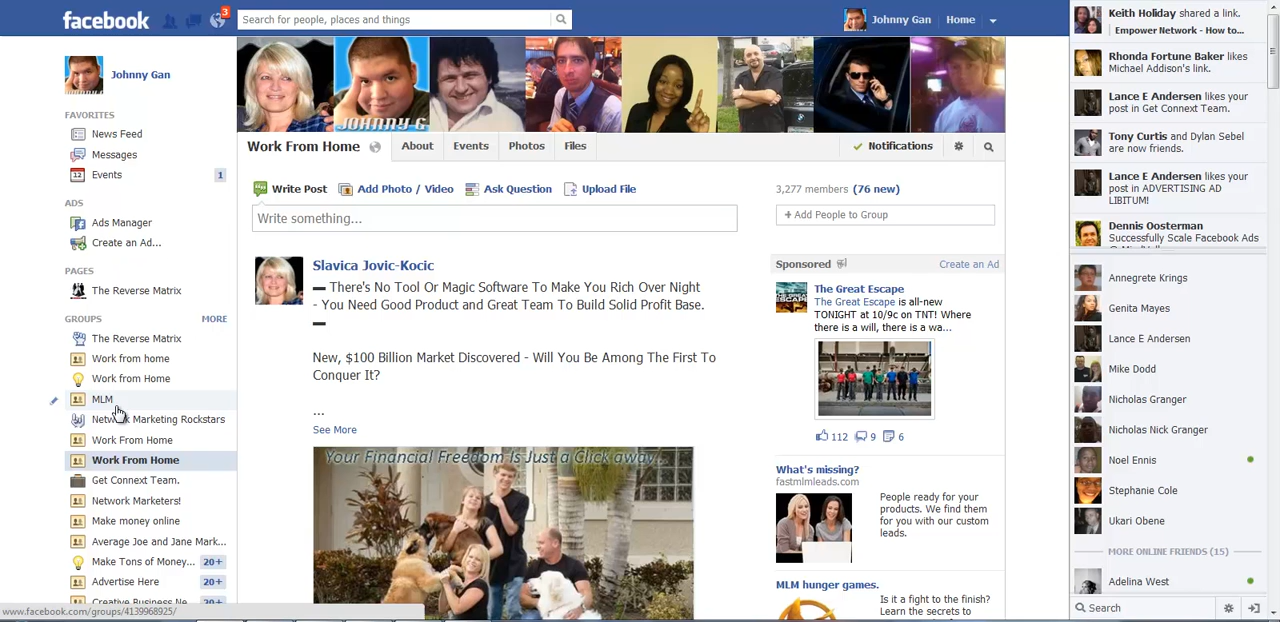 facebook
3
Search for people, places and things
Johnny Gan
Home
Johnny Gan
FAVORITES
News Feed
Messages
Events 1
ADS
Ads Manager
Create an Ad...
PAGES
The Reverse Matrix
GROUPS MORE
The Reverse Matrix
Work from home
Work from Home
MLM
Network Marketing Rockstars
Work From Home
Work From Home
Get Connext Team.
Network Marketers!
Make money online
Average Joe and Jane Mark...
Make Tons of Money... 20+
Advertise Here 20+
Creative Business Ne... 20+
www.facebook.com/groups/4139968925/
JOHNNY G
Work From Home
About
Events
Photos
Files
Notifications
Write Post
Add Photo / Video
Ask Question
Upload File
Write something...
Slavica Jovic-Kocic
▬ There's No Tool Or Magic Software To Make You Rich Over Night
- You Need Good Product and Great Team To Build Solid Profit Base.
▬
New, $100 Billion Market Discovered - Will You Be Among The First To
Conquer It?
...
See More
Your Financial Freedom Is Just a Click away...
3,277 members (76 new)
+ Add People to Group
Sponsored
Create an Ad
The Great Escape
The Great Escape is all-new
TONIGHT at 10/9c on TNT! Where
there is a will, there is a wa...
112 9 6
What's missing?
fastmlmleads.com
People ready for your
products. We find them
for you with our custom
leads.
MLM hunger games.
Is it a fight to the finish?
Learn the secrets to
Keith Holiday shared a link.
Empower Network - How to...
Rhonda Fortune Baker likes
Michael Addison's link.
Lance E Andersen likes your
post in Get Connext Team.
Tony Curtis and Dylan Sebel
are now friends.
Lance E Andersen likes your
post in ADVERTISING AD
LIBITUM!
Dennis Oosterman
Successfully Scale Facebook Ads
Annegrete Krings
Genita Mayes
Lance E Andersen
Mike Dodd
Nicholas Granger
Nicholas Nick Granger
Noel Ennis
Stephanie Cole
Ukari Obene
MORE ONLINE FRIENDS (15)
Adelina West
Search